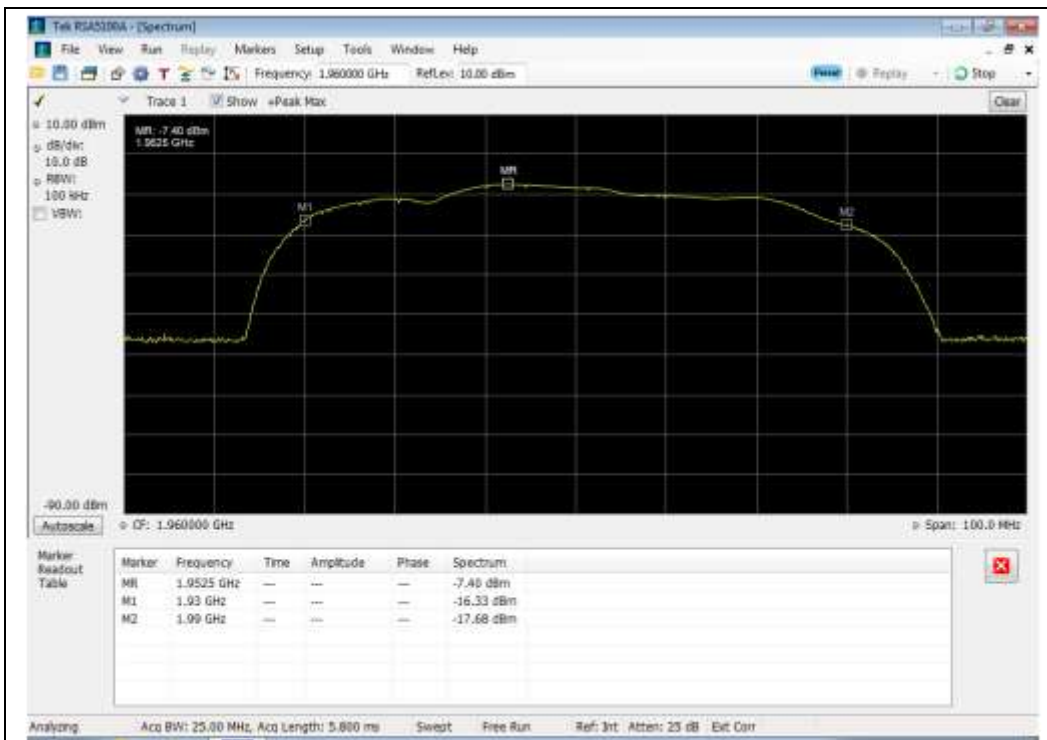 Tek RSA5100A - [Spectrum]
File View Run Replay Markers Setup Tools Window Help
Frequency: 1.960000 GHz RefLev: 10.00 dBm Preset Replay Stop
Trace 1 Show +Peak Max Clear
10.00 dBm
dB/div:
10.0 dB
RBW:
100 kHz
VBW:
MR: -7.40 dBm
1.9525 GHz
MR
M1
M2
-90.00 dBm
Autoscale CF: 1.960000 GHz Span: 100.0 MHz
Marker
Readout
Table
Marker Frequency Time Amplitude Phase Spectrum
MR 1.9525 GHz --- --- --- -7.40 dBm
M1 1.93 GHz --- --- --- -16.33 dBm
M2 1.99 GHz --- --- --- -17.68 dBm
Analyzing Acq BW: 25.00 MHz, Acq Length: 5.800 ms Swept Free Run Ref: Int Atten: 25 dB Ext Corr